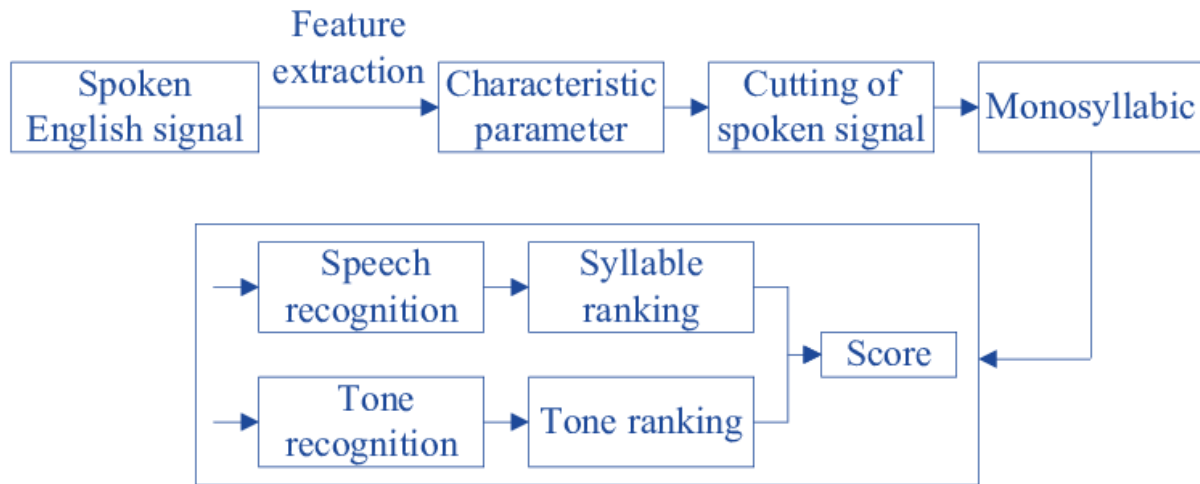 Feature
extraction
Spoken
English signal
Characteristic
parameter
Cutting of
spoken signal
Monosyllabic
Speech
recognition
Syllable
ranking
Score
Tone
recognition
Tone ranking